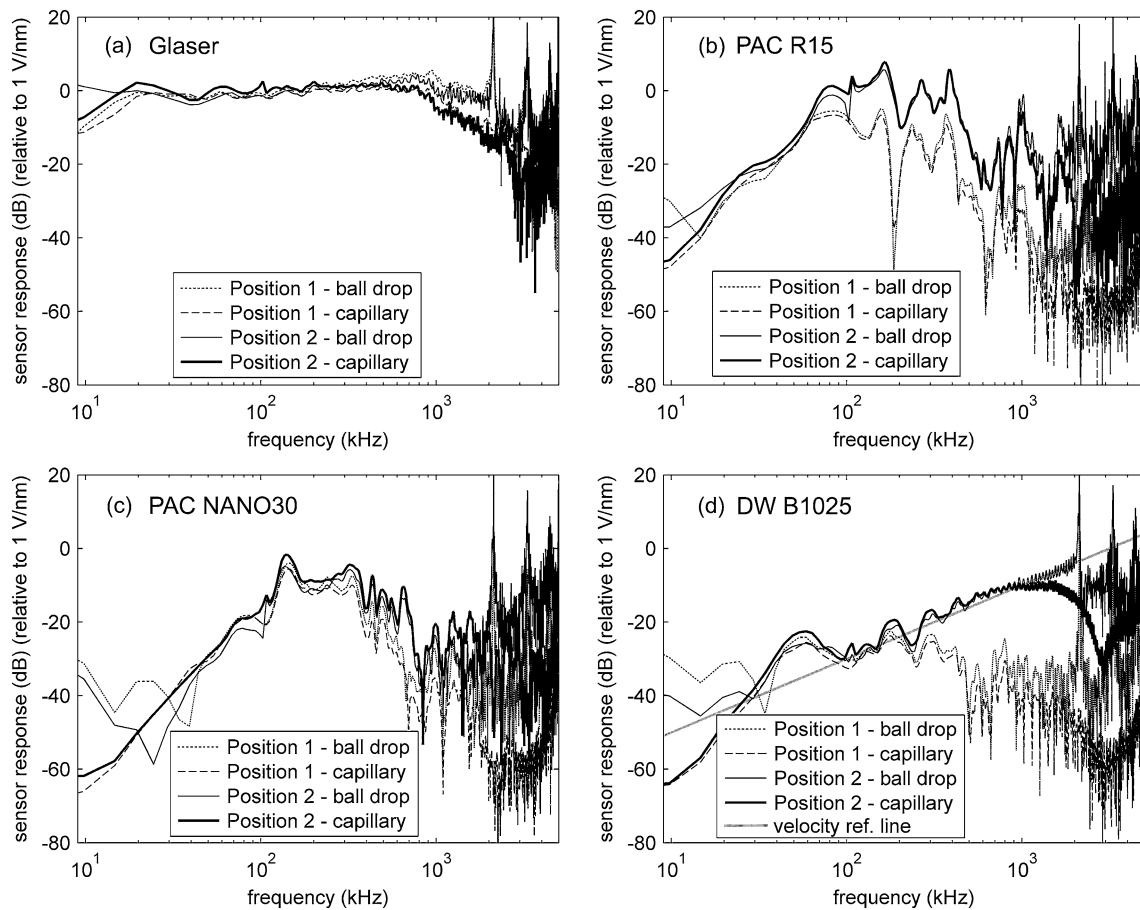 (a) Glaser
sensor response (dB) (relative to 1 V/nm)
20
0
-20
-40
-60
-80
Position 1 - ball drop
Position 1 - capillary
Position 2 - ball drop
Position 2 - capillary
10^1
10^2
10^3
frequency (kHz)
(b) PAC R15
sensor response (dB) (relative to 1 V/nm)
20
0
-20
-40
-60
-80
Position 1 - ball drop
Position 1 - capillary
Position 2 - ball drop
Position 2 - capillary
10^1
10^2
10^3
frequency (kHz)
(c) PAC NANO30
sensor response (dB) (relative to 1 V/nm)
20
0
-20
-40
-60
-80
Position 1 - ball drop
Position 1 - capillary
Position 2 - ball drop
Position 2 - capillary
10^1
10^2
10^3
frequency (kHz)
(d) DW B1025
sensor response (dB) (relative to 1 V/nm)
20
0
-20
-40
-60
-80
Position 1 - ball drop
Position 1 - capillary
Position 2 - ball drop
Position 2 - capillary
velocity ref. line
10^1
10^2
10^3
frequency (kHz)